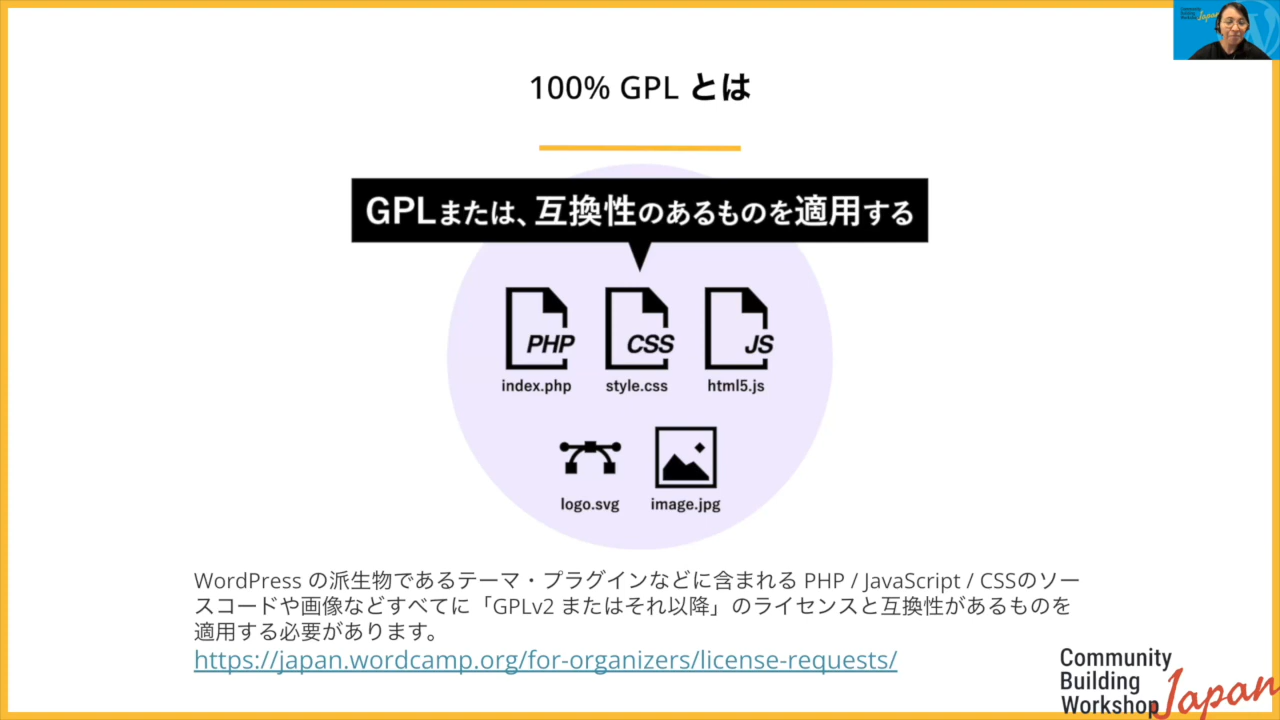 100% GPL とは
GPLまたは、互換性のあるものを適用する
PHP CSS JS
index.php style.css html5.js
logo.svg image.jpg
WordPress の派生物であるテーマ・プラグインなどに含まれる PHP / JavaScript / CSSのソー
スコードや画像などすべてに「GPLv2 またはそれ以降」のライセンスと互換性があるものを
適用する必要があります。
https://japan.wordcamp.org/for-organizers/license-requests/
Community
Building
Workshop Japan